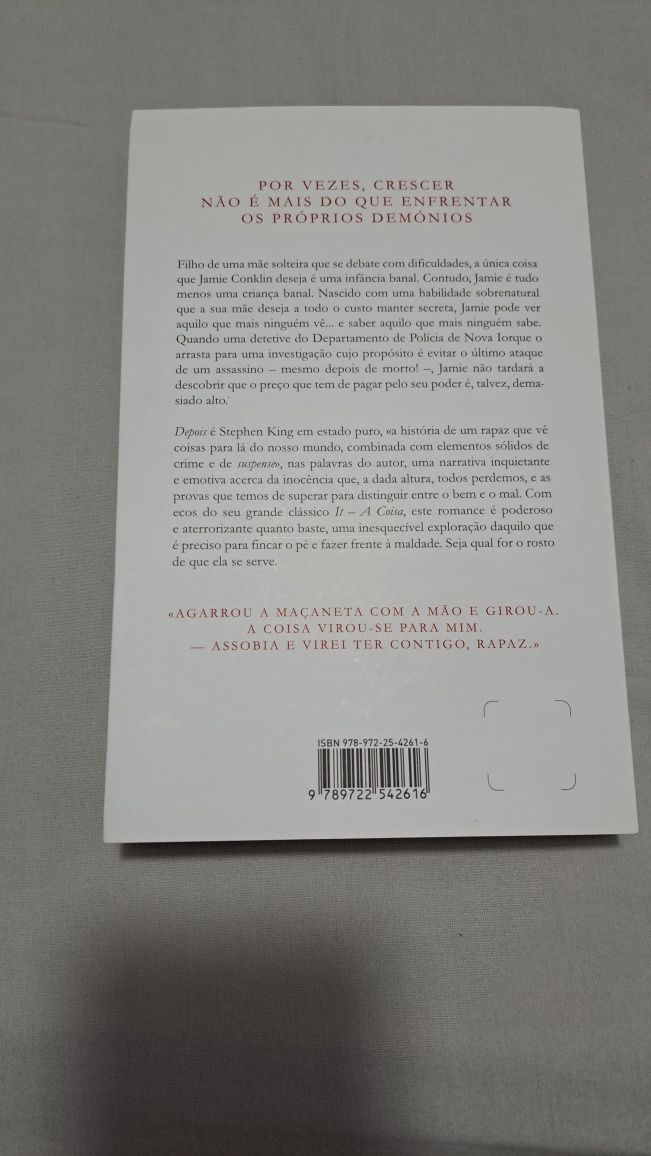 POR VEZES, CRESCER
NÃO É MAIS DO QUE ENFRENTAR
OS PRÓPRIOS DEMÓNIOS
Filho de uma mãe solteira que se debate com dificuldades, a única coisa
que Jamie Conklin deseja é uma infância banal. Contudo, Jamie é tudo
menos uma criança banal. Nascido com uma habilidade sobrenatural
que a sua mãe deseja a todo o custo manter secreta, Jamie pode ver
aquilo que mais ninguém vê... e saber aquilo que mais ninguém sabe.
Quando uma detetive do Departamento de Polícia de Nova Iorque o
arrasta para uma investigação cujo propósito é evitar o último ataque
de um assassino – mesmo depois de morto! –, Jamie não tardará a
descobrir que o preço que tem de pagar pelo seu poder é, talvez, dema-
siado alto.
Depois é Stephen King em estado puro, «a história de um rapaz que vê
coisas para lá do nosso mundo, combinada com elementos sólidos de
crime e de suspense», nas palavras do autor, uma narrativa inquietante
e emotiva acerca da inocência que, a dada altura, todos perdemos, e as
provas que temos de superar para distinguir entre o bem e o mal. Com
ecos do seu grande clássico It – A Coisa, este romance é poderoso
e aterrorizante quanto baste, uma inesquecível exploração daquilo que
é preciso para fincar o pé e fazer frente à maldade. Seja qual for o rosto
de que ela se serve.
«AGARROU A MAÇANETA COM A MÃO E GIROU-A.
A COISA VIROU-SE PARA MIM.
— ASSOBIA E VIREI TER CONTIGO, RAPAZ.»
ISBN 978-972-25-4261-6
9 789722 542616